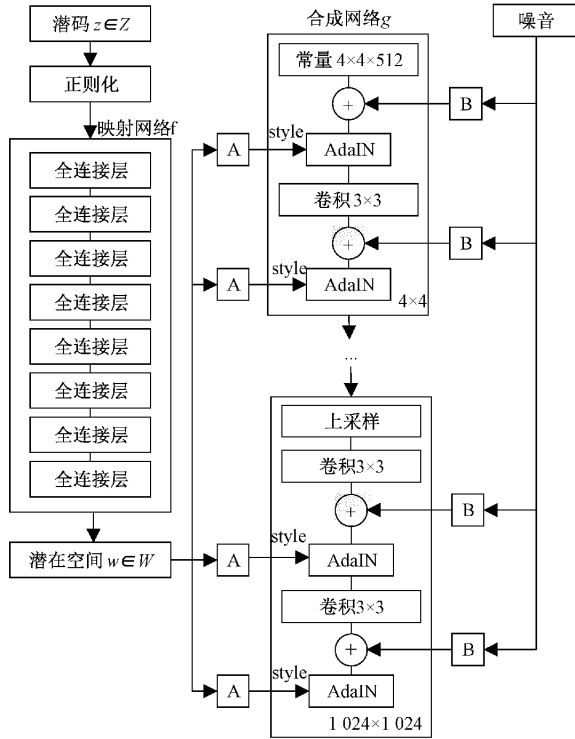 潜码 z∈Z
正则化
映射网络f
全连接层
全连接层
全连接层
全连接层
全连接层
全连接层
全连接层
全连接层
潜在空间 w∈W
合成网络g
常量 4×4×512
B
A
style
AdaIN
卷积 3×3
B
A
style
AdaIN
4×4
...
上采样
卷积3×3
B
A
style
AdaIN
卷积3×3
B
A
style
AdaIN
1 024×1 024
噪音